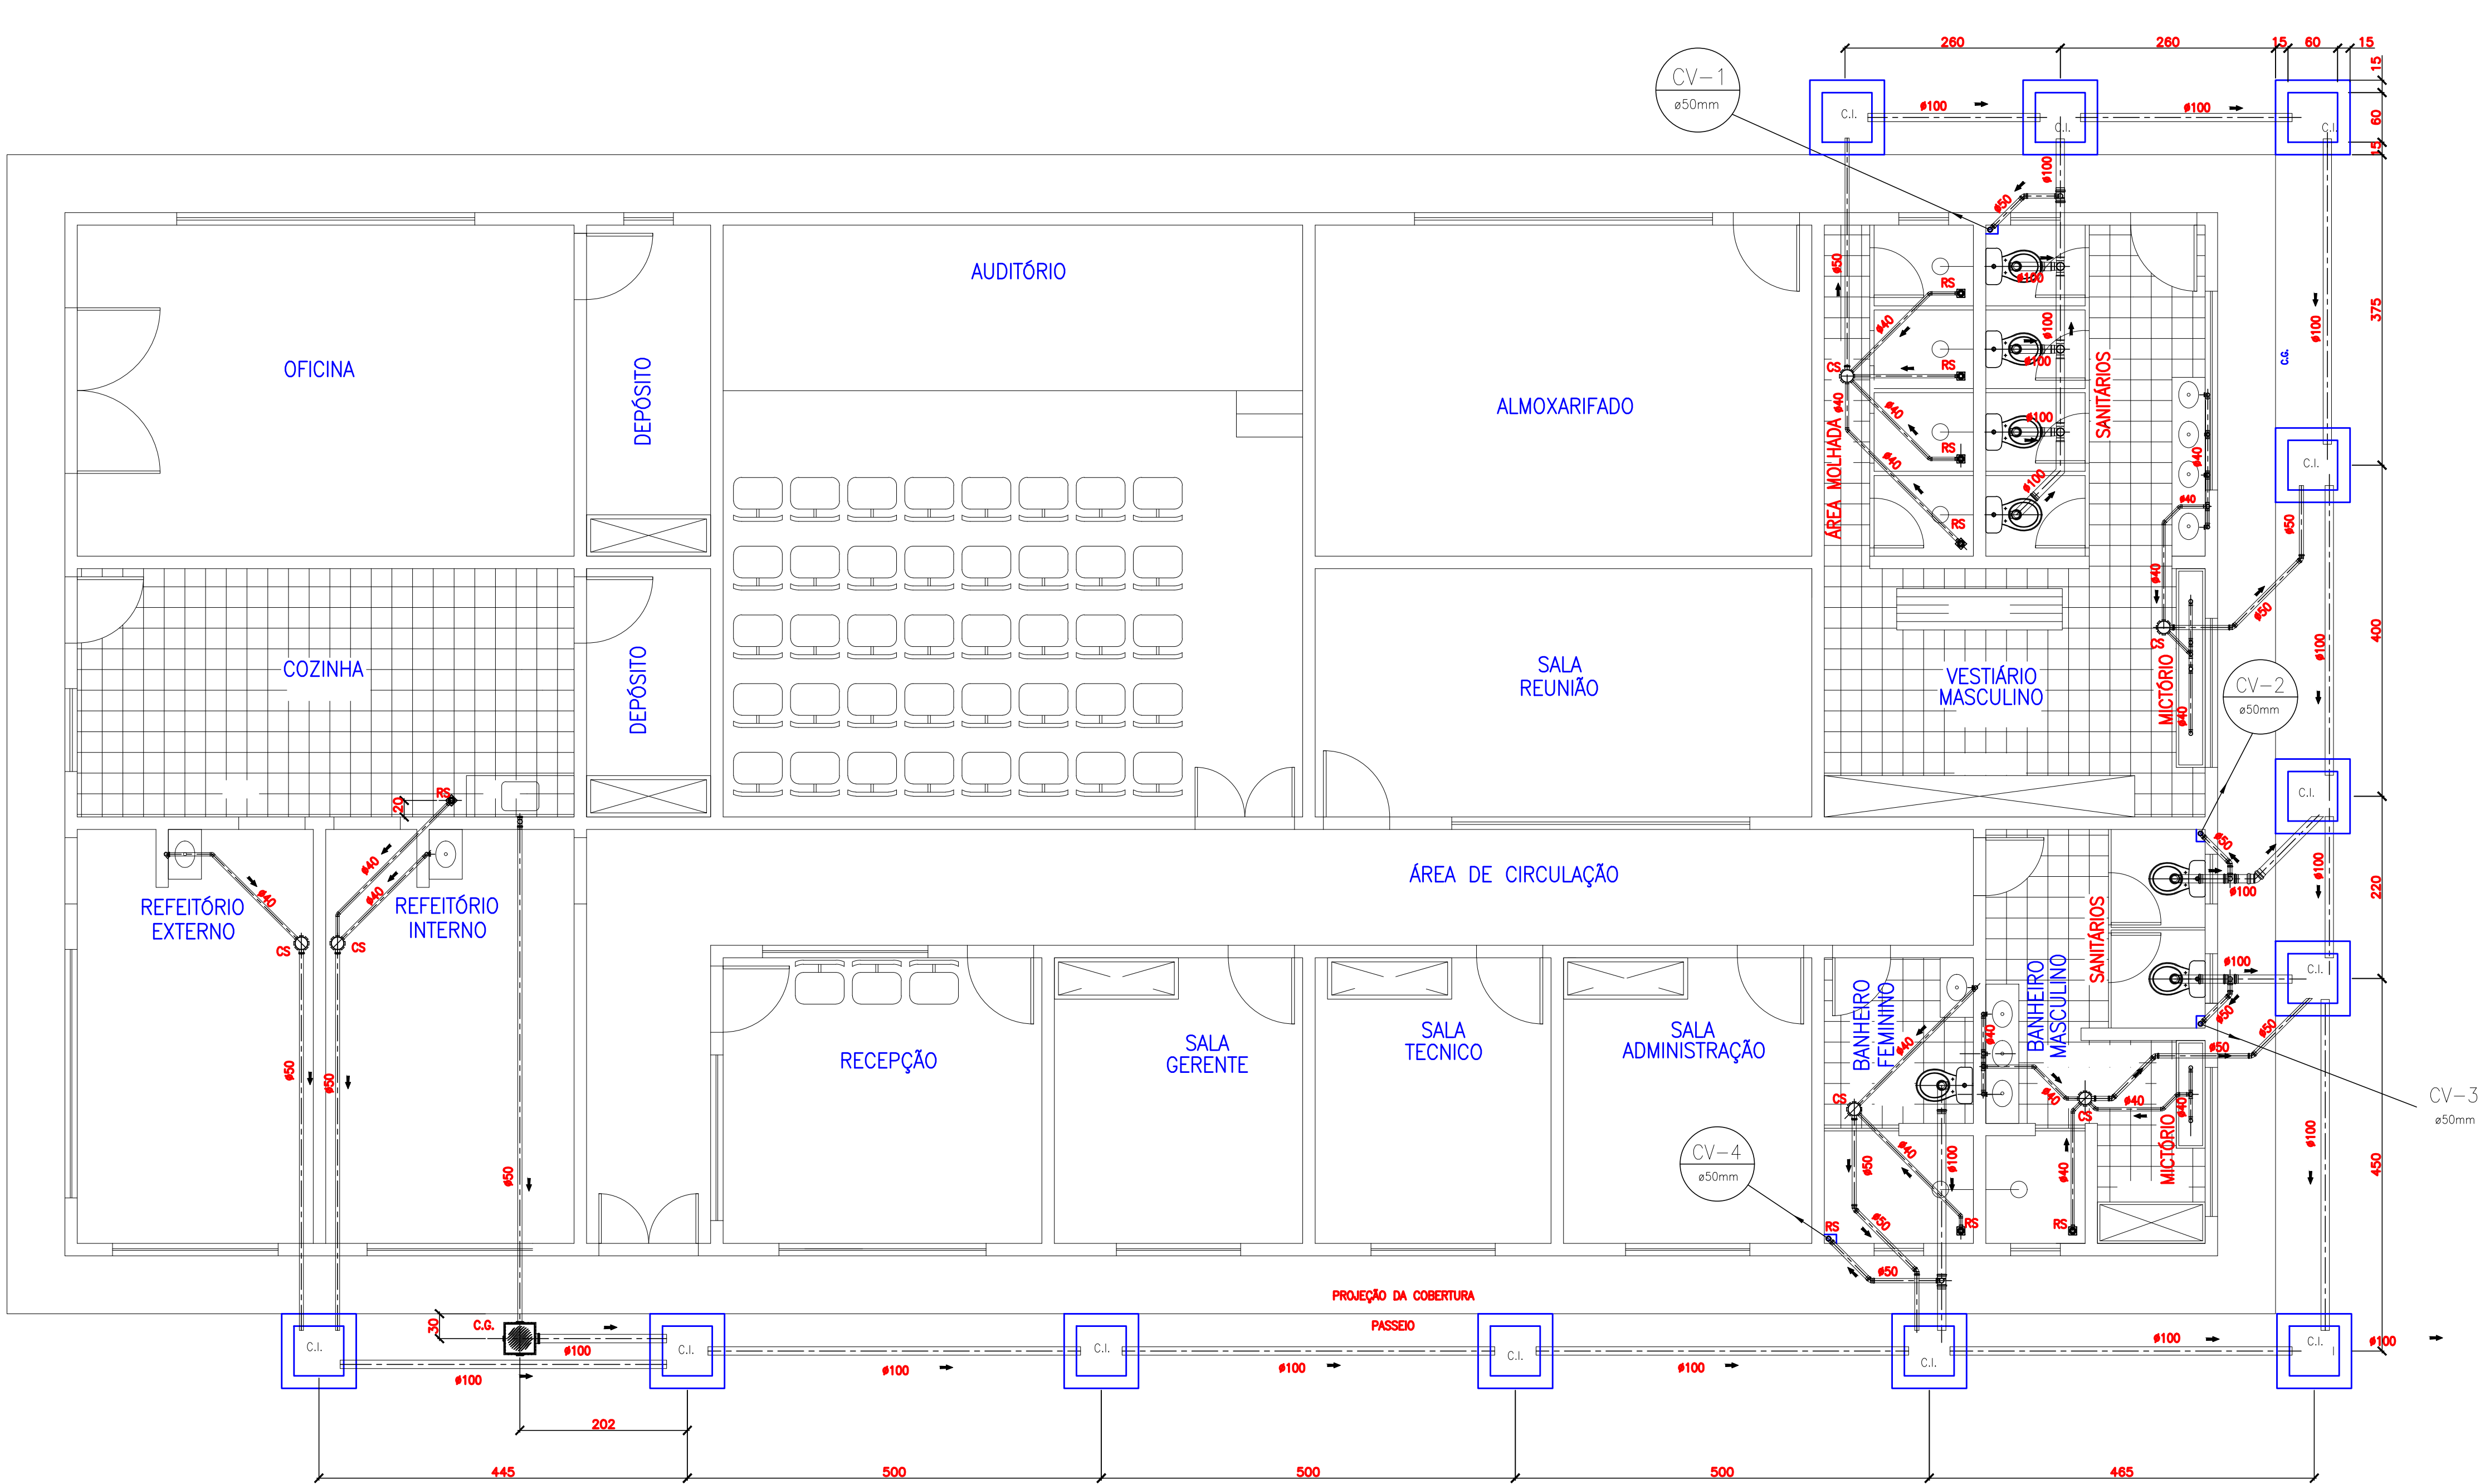 260
260
15
60
15
15
60
15
CV-1
ø50mm
C.I.
ø100
C.I.
ø100
C.I.
ø100
ø50
OFICINA
DEPÓSITO
AUDITÓRIO
ALMOXARIFADO
ø50
RS
ø40
RS
CS
ø40
ø40
RS
ø40
RS
ÁREA MOLHADA
ø100
ø100
ø100
ø100
ø100
SANITÁRIOS
ø40
ø40
ø40
CS
MICTÓRIO
ø40
C.G.
ø100
375
C.I.
ø50
ø50
ø100
400
COZINHA
DEPÓSITO
SALA
REUNIÃO
VESTIÁRIO
MASCULINO
CV-2
ø50mm
C.I.
20
RS
ø40
ø40
ø40
REFEITÓRIO
EXTERNO
REFEITÓRIO
INTERNO
CS
CS
ÁREA DE CIRCULAÇÃO
ø50
ø100
ø100
220
SANITÁRIOS
ø100
C.I.
ø50
ø50
ø50
BANHEIRO
FEMININO
BANHEIRO
MASCULINO
ø40
ø40
RECEPÇÃO
SALA
GERENTE
SALA
TECNICO
SALA
ADMINISTRAÇÃO
ø50
ø50
CS
ø40
CS
ø40
ø40
CV-3
ø50mm
MICTÓRIO
ø100
450
CV-4
ø50mm
ø50
ø50
ø40
ø100
ø40
RS
RS
RS
ø50
ø50
PROJEÇÃO DA COBERTURA
PASSEIO
30
C.G.
C.I.
ø100
ø100
C.I.
ø100
C.I.
ø100
C.I.
ø100
C.I.
ø100
C.I.
ø100
202
445
500
500
500
465